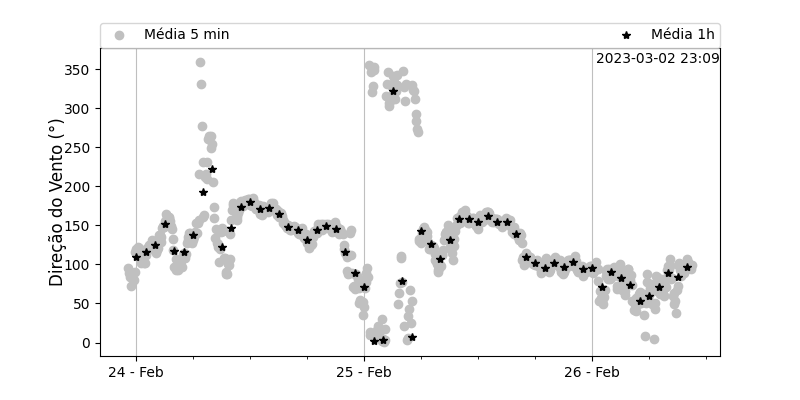 Média 5 min
Média 1h
2023-03-02 23:09
Direção do Vento (°)
350
300
250
200
150
100
50
0
24 - Feb
25 - Feb
26 - Feb